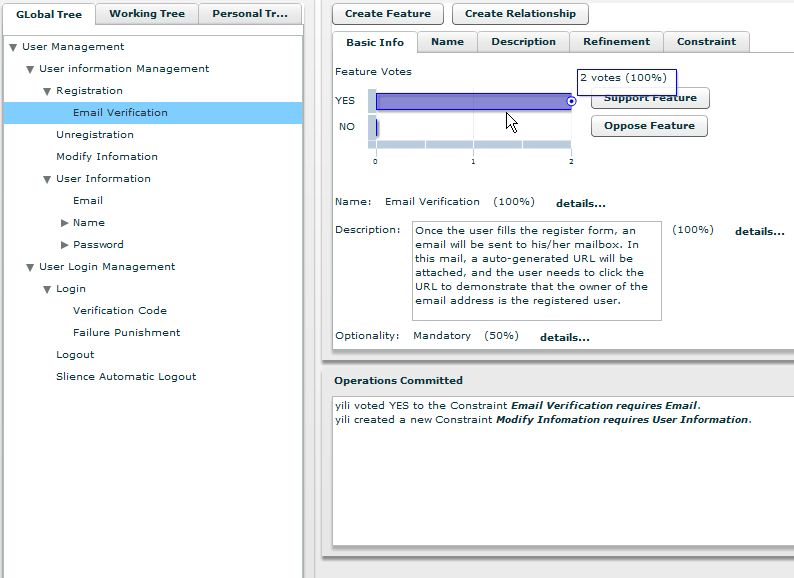 GLobal Tree
Working Tree
Personal Tr...
User Management
User information Management
Registration
Email Verification
Unregistration
Modify Infomation
User Information
Email
Name
Password
User Login Management
Login
Verification Code
Failure Punishment
Logout
Slience Automatic Logout
Create Feature
Create Relationship
Basic Info
Name
Description
Refinement
Constraint
Feature Votes
2 votes (100%)
YES
NO
0 1 2
Support Feature
Oppose Feature
Name: Email Verification (100%) details...
Description:
Once the user fills the register form, an
email will be sent to his/her mailbox. In
this mail, a auto-generated URL will be
attached, and the user needs to click the
URL to demonstrate that the owner of the
email address is the registered user.
(100%) details...
Optionality: Mandatory (50%) details...
Operations Committed
yili voted YES to the Constraint Email Verification requires Email.
yili created a new Constraint Modify Infomation requires User Information.